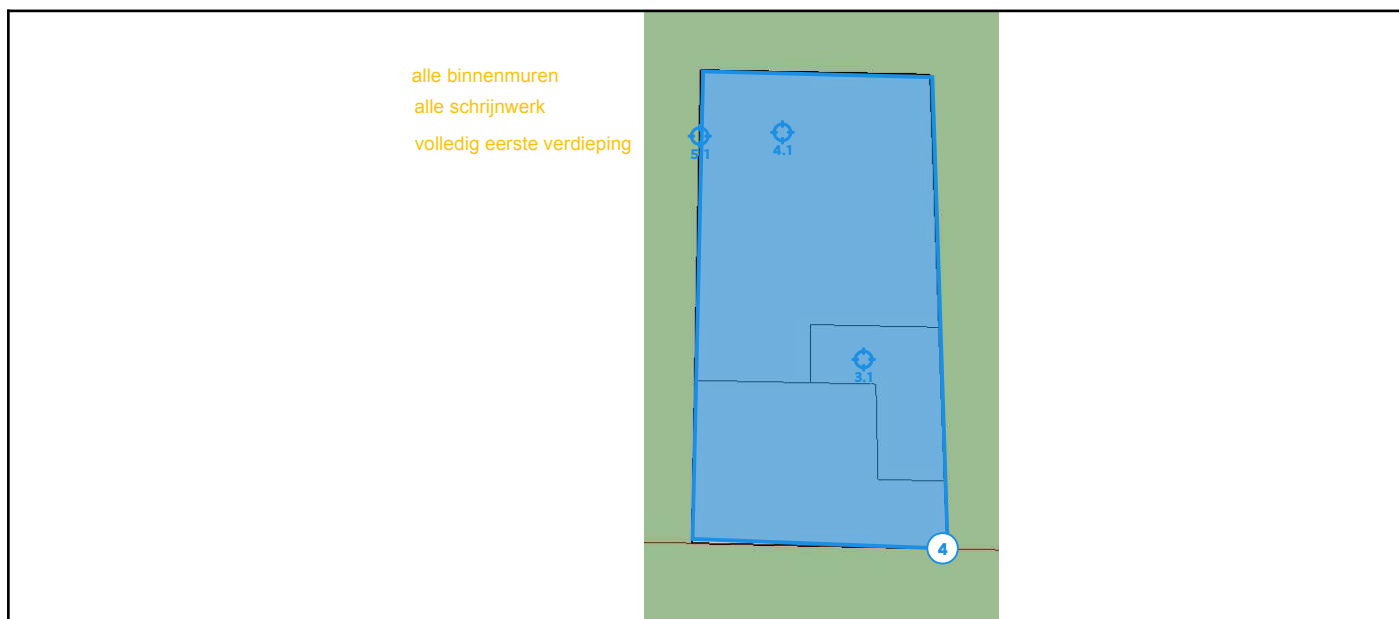 alle binnenmuren
alle schrijnwerk
volledig eerste verdieping
5.1
4.1
3.1
4